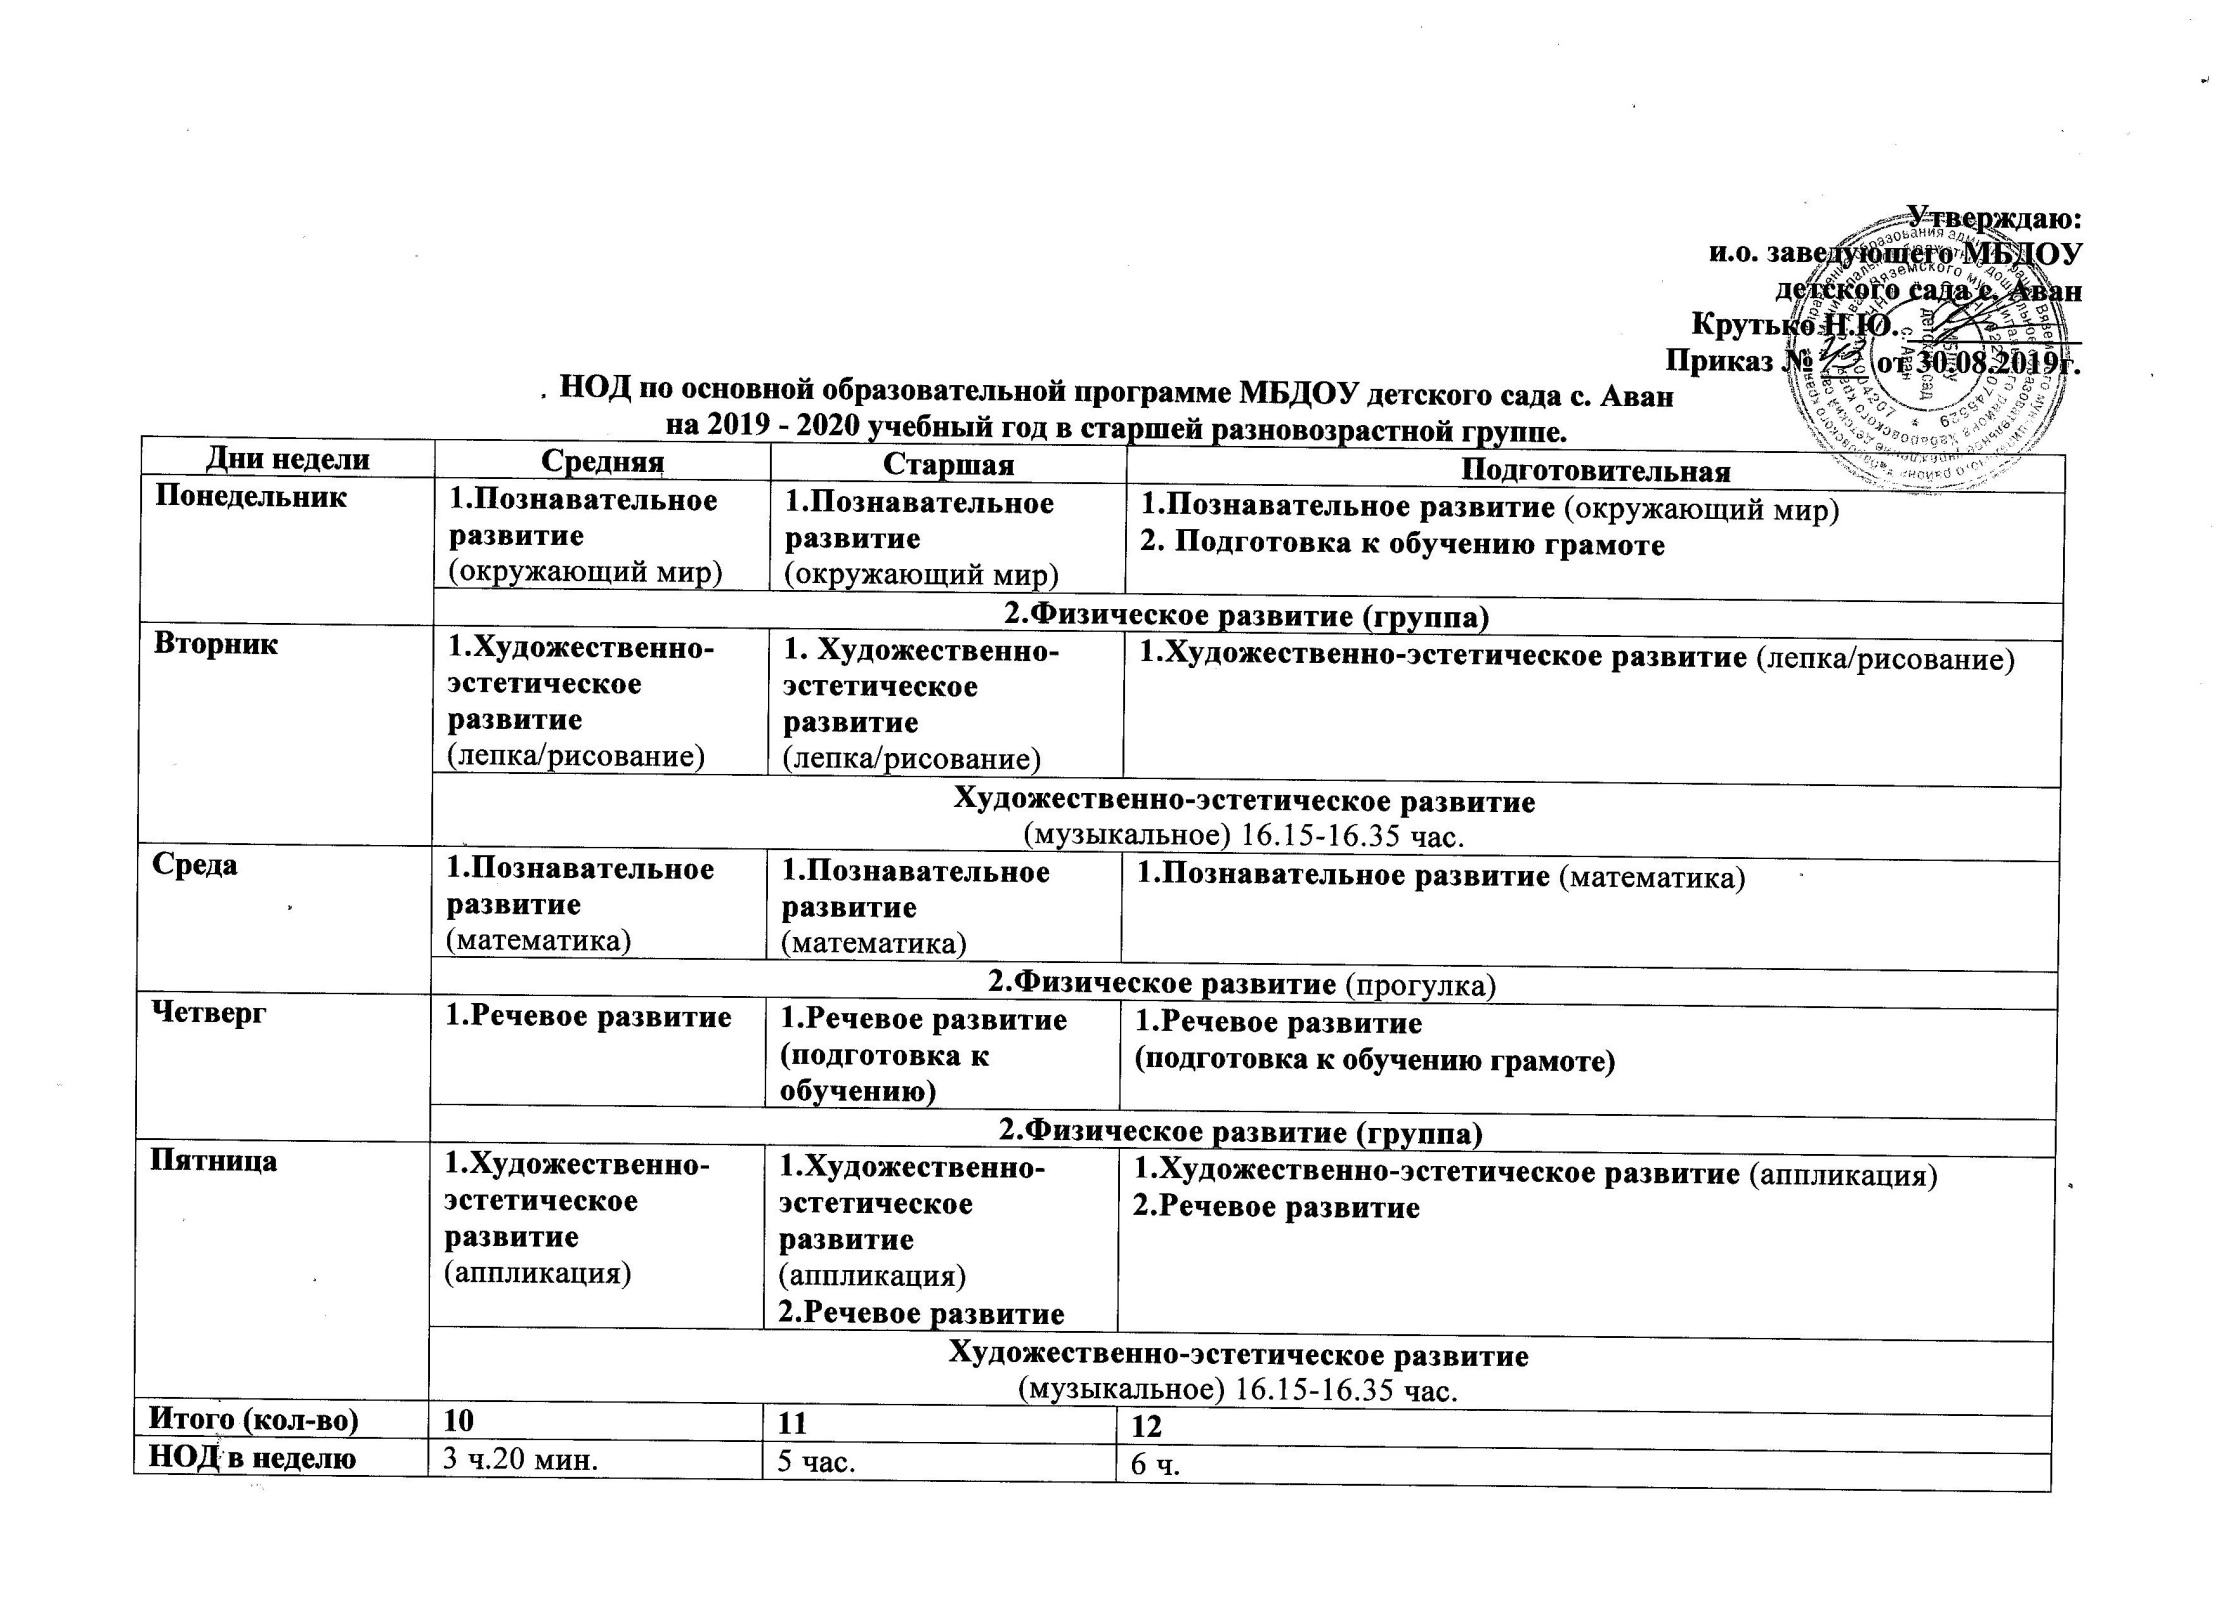 Утверждаю:
и.о. заведующего МБДОУ
детского сада с. Аван
Крутько Н.Ю.
Приказ № от 30.08.2019г.
НОД по основной образовательной программе МБДОУ детского сада с. Аван
на 2019 - 2020 учебный год в старшей разновозрастной группе.
Дни недели Средняя Старшая Подготовительная
Понедельник
1.Познавательное
развитие
(окружающий мир)
1.Познавательное
развитие
(окружающий мир)
1.Познавательное развитие (окружающий мир)
2. Подготовка к обучению грамоте
2.Физическое развитие (группа)
Вторник
1.Художественно-
эстетическое
развитие
(лепка/рисование)
1. Художественно-
эстетическое
развитие
(лепка/рисование)
1.Художественно-эстетическое развитие (лепка/рисование)
Художественно-эстетическое развитие
(музыкальное) 16.15-16.35 час.
Среда
1.Познавательное
развитие
(математика)
1.Познавательное
развитие
(математика)
1.Познавательное развитие (математика)
2.Физическое развитие (прогулка)
Четверг
1.Речевое развитие
1.Речевое развитие
(подготовка к
обучению)
1.Речевое развитие
(подготовка к обучению грамоте)
2.Физическое развитие (группа)
Пятница
1.Художественно-
эстетическое
развитие
(аппликация)
1.Художественно-
эстетическое
развитие
(аппликация)
2.Речевое развитие
1.Художественно-эстетическое развитие (аппликация)
2.Речевое развитие
Художественно-эстетическое развитие
(музыкальное) 16.15-16.35 час.
Итого (кол-во) 10 11 12
НОД в неделю 3 ч.20 мин. 5 час. 6 ч.
МБДОУ
детский сад
с. Аван